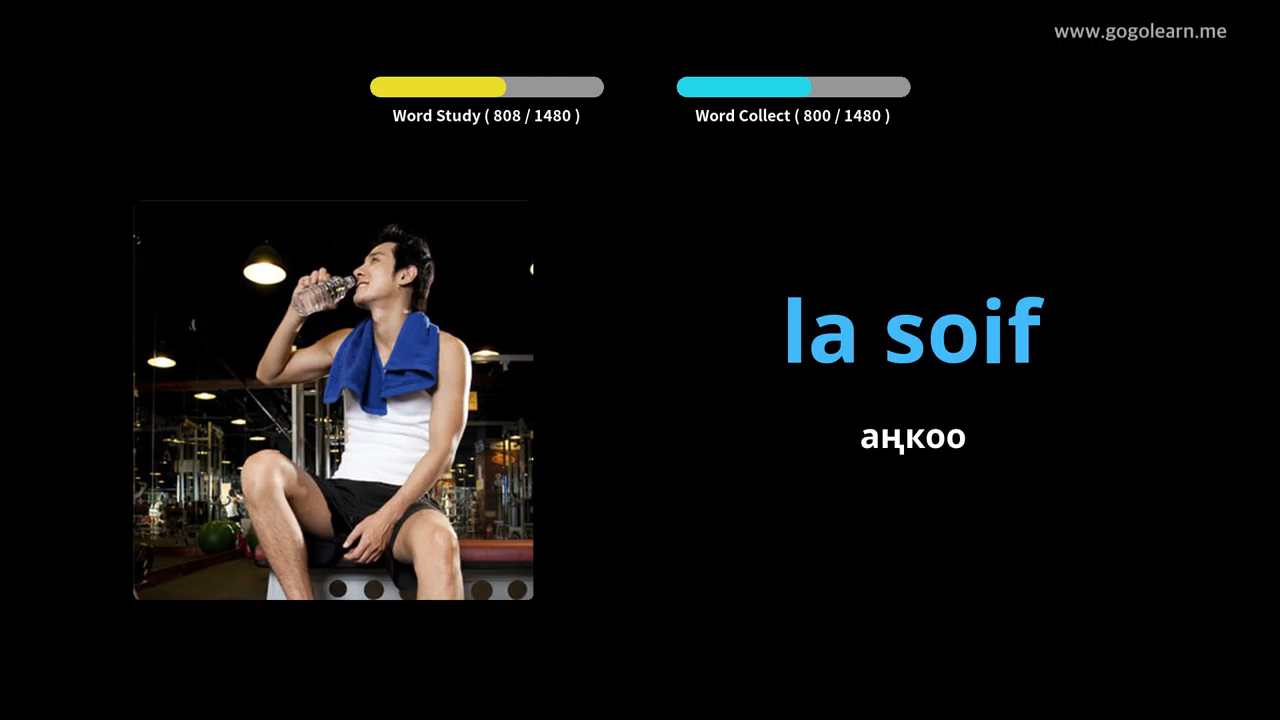 www.gogolearn.me
Word Study ( 808 / 1480 )
Word Collect ( 800 / 1480 )
la soif
аңкоо